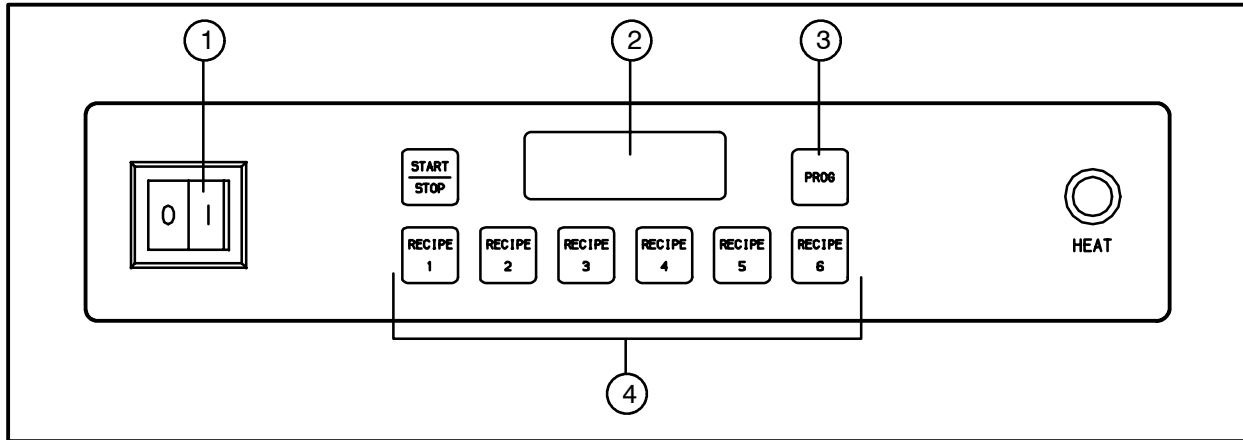 1
2
3
START
STOP
PROG
0 I
RECIPE
1
RECIPE
2
RECIPE
3
RECIPE
4
RECIPE
5
RECIPE
6
HEAT
4